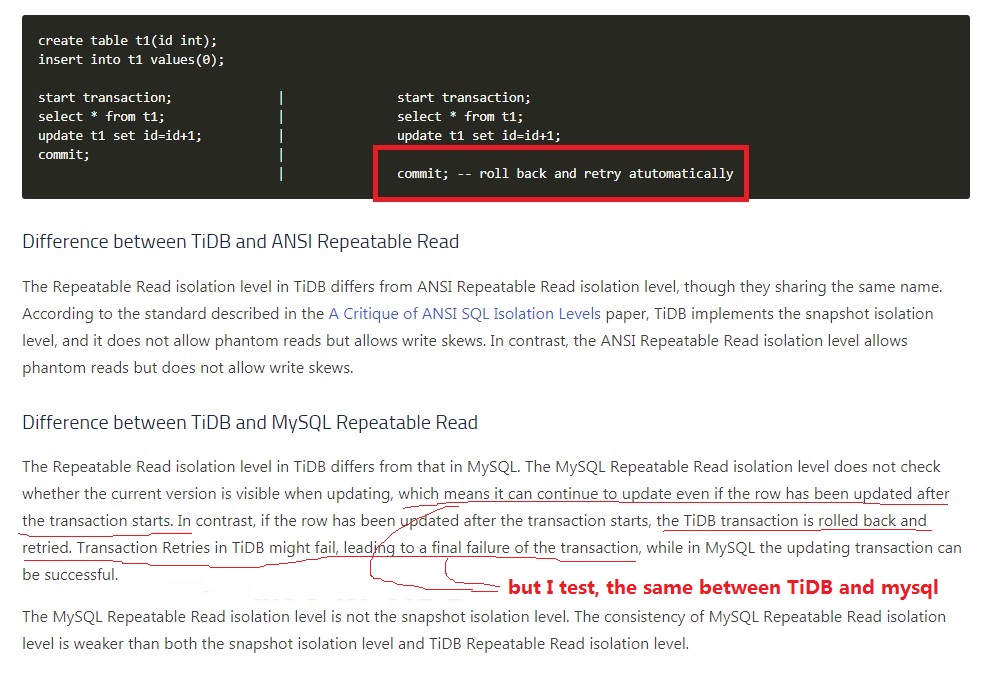 create table t1(id int);
insert into t1 values(0);
start transaction; | start transaction;
select * from t1; | select * from t1;
update t1 set id=id+1; | update t1 set id=id+1;
commit; |
| commit; -- roll back and retry atutomatically
Difference between TiDB and ANSI Repeatable Read
The Repeatable Read isolation level in TiDB differs from ANSI Repeatable Read isolation level, though they sharing the same name.
According to the standard described in the A Critique of ANSI SQL Isolation Levels paper, TiDB implements the snapshot isolation
level, and it does not allow phantom reads but allows write skews. In contrast, the ANSI Repeatable Read isolation level allows
phantom reads but does not allow write skews.
Difference between TiDB and MySQL Repeatable Read
The Repeatable Read isolation level in TiDB differs from that in MySQL. The MySQL Repeatable Read isolation level does not check
whether the current version is visible when updating, which means it can continue to update even if the row has been updated after
the transaction starts. In contrast, if the row has been updated after the transaction starts, the TiDB transaction is rolled back and
retried. Transaction Retries in TiDB might fail, leading to a final failure of the transaction, while in MySQL the updating transaction can
be successful.
but I test, the same between TiDB and mysql
The MySQL Repeatable Read isolation level is not the snapshot isolation level. The consistency of MySQL Repeatable Read isolation
level is weaker than both the snapshot isolation level and TiDB Repeatable Read isolation level.